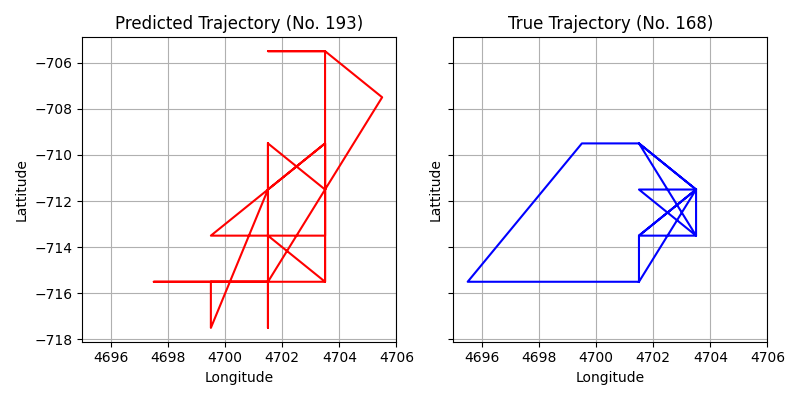 Predicted Trajectory (No. 193)
True Trajectory (No. 168)
−706
−708
−710
−712
−714
−716
−718
Lattitude
Lattitude
4696 4698 4700 4702 4704 4706
4696 4698 4700 4702 4704 4706
Longitude
Longitude